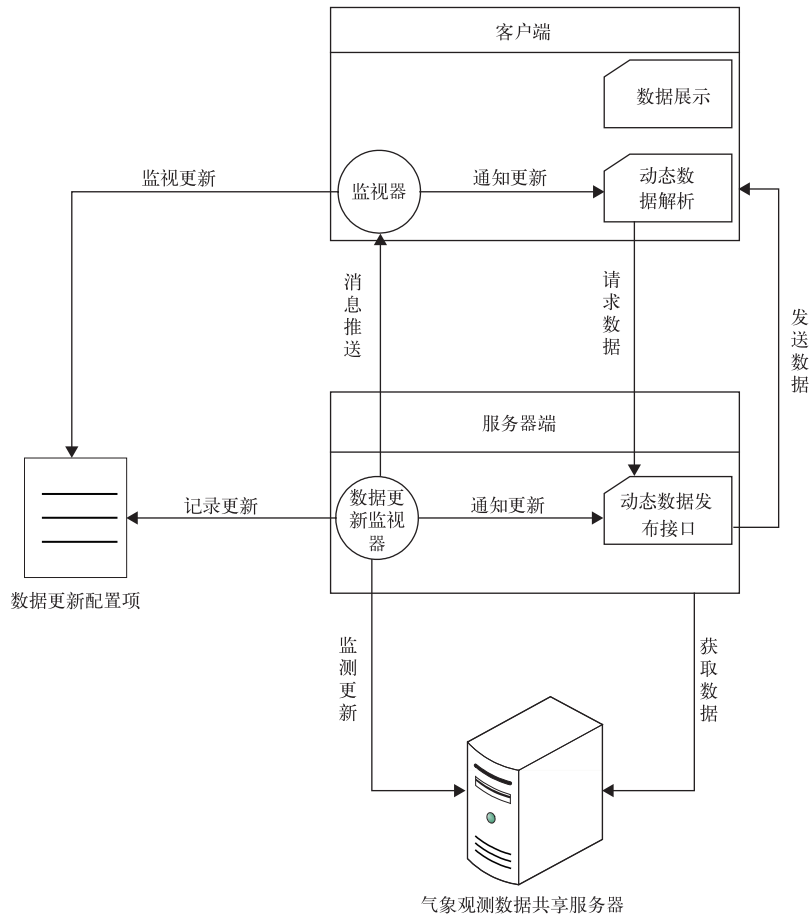 客户端
数据展示
监视更新
监视器
通知更新
动态数
据解析
消息推送
请求数据
发送数据
服务器端
数据更
新监视
器
记录更新
通知更新
动态数据发
布接口
数据更新配置项
监测更新
获取数据
气象观测数据共享服务器